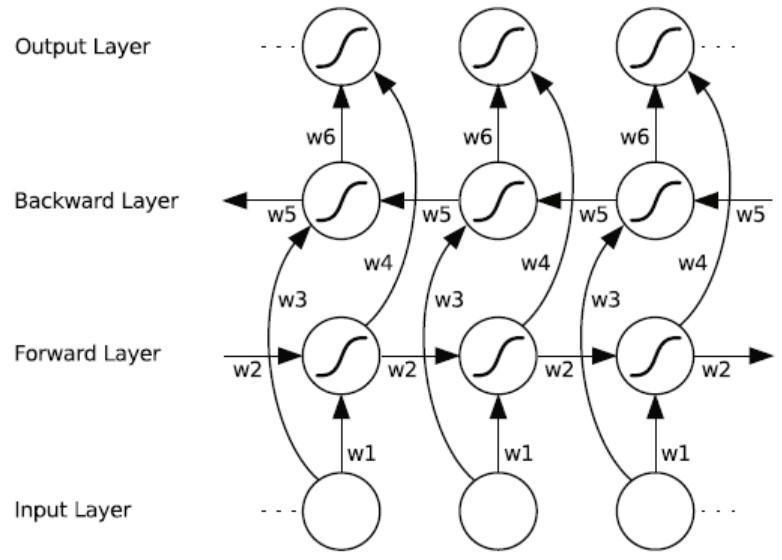 Output Layer
w6 w6 w6
Backward Layer
w5 w5 w5 w5
w4 w4 w4
w3 w3 w3
Forward Layer
w2 w2 w2 w2
w1 w1 w1
Input Layer